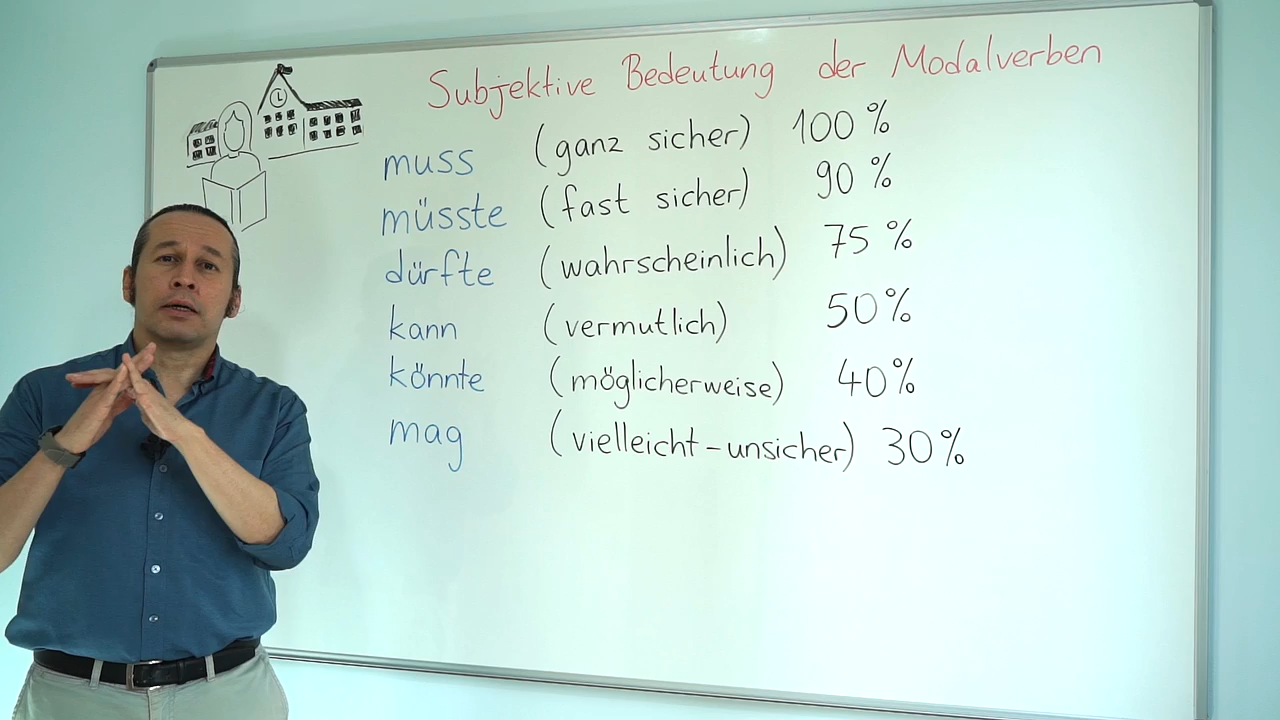 Subjektive Bedeutung der Modalverben
muss (ganz sicher) 100%
müsste (fast sicher) 90%
dürfte (wahrscheinlich) 75%
kann (vermutlich) 50%
könnte (möglicherweise) 40%
mag (vielleicht-unsicher) 30%